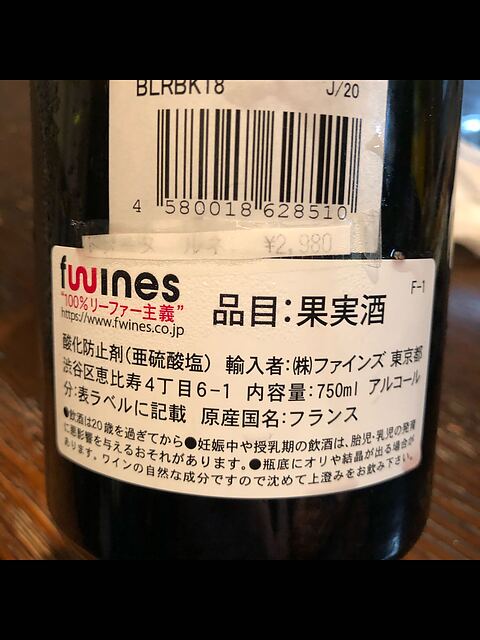 BLRBK18 J/20
4 580018 628510
ルネ ¥2,980
fwines
"100%リーファー主義"
https://www.fwines.co.jp
品目:果実酒
F-1
酸化防止剤(亜硫酸塩) 輸入者:㈱ファインズ 東京都
渋谷区恵比寿4丁目6-1 内容量:750ml アルコール
分:表ラベルに記載 原産国名:フランス
●飲酒は20歳を過ぎてから●妊娠中や授乳期の飲酒は、胎児・乳児の発育
に悪影響を与えるおそれがあります。●瓶底にオリや結晶が出る場合が
あります。ワインの自然な成分ですので沈めて上澄みをお飲み下さい。